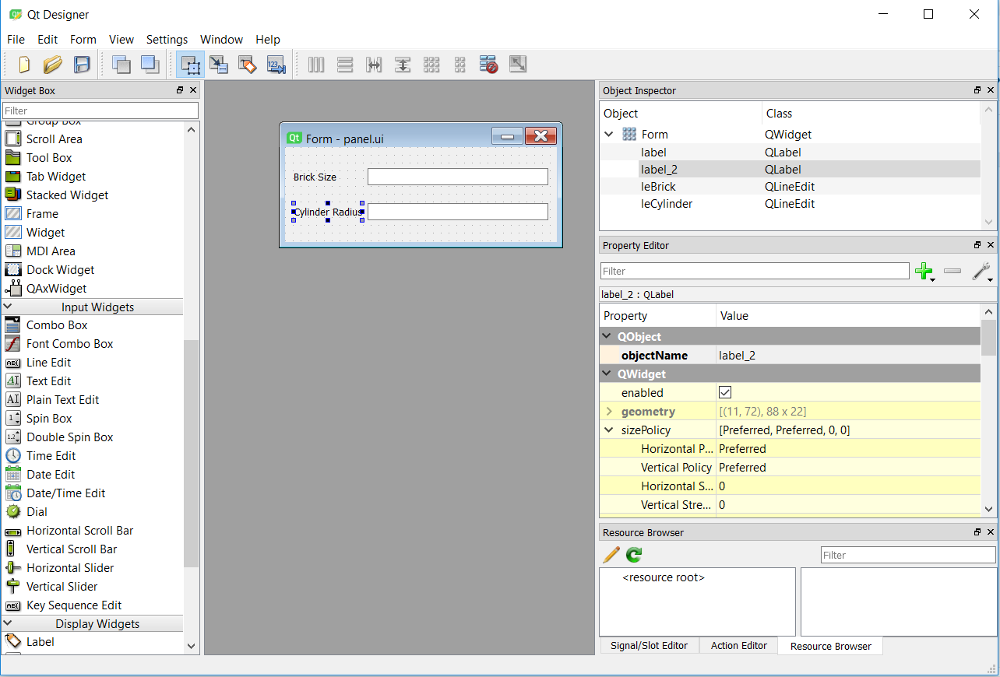 Qt Designer
File Edit Form View Settings Window Help
Widget Box
Filter
Group Box
Scroll Area
Tool Box
Tab Widget
Stacked Widget
Frame
Widget
MDI Area
Dock Widget
QAxWidget
Input Widgets
Combo Box
Font Combo Box
Line Edit
Text Edit
Plain Text Edit
Spin Box
Double Spin Box
Time Edit
Date Edit
Date/Time Edit
Dial
Horizontal Scroll Bar
Vertical Scroll Bar
Horizontal Slider
Vertical Slider
Key Sequence Edit
Display Widgets
Label
Qt Form - panel.ui
Brick Size
Cylinder Radius
Object Inspector
Object Class
Form QWidget
label QLabel
label_2 QLabel
leBrick QLineEdit
leCylinder QLineEdit
Property Editor
Filter
label_2 : QLabel
Property Value
QObject
objectName label_2
QWidget
enabled
geometry [(11, 72), 88 x 22]
sizePolicy [Preferred, Preferred, 0, 0]
Horizontal P... Preferred
Vertical Policy Preferred
Horizontal S... 0
Vertical Stre... 0
Resource Browser
Filter
<resource root>
Signal/Slot Editor Action Editor Resource Browser